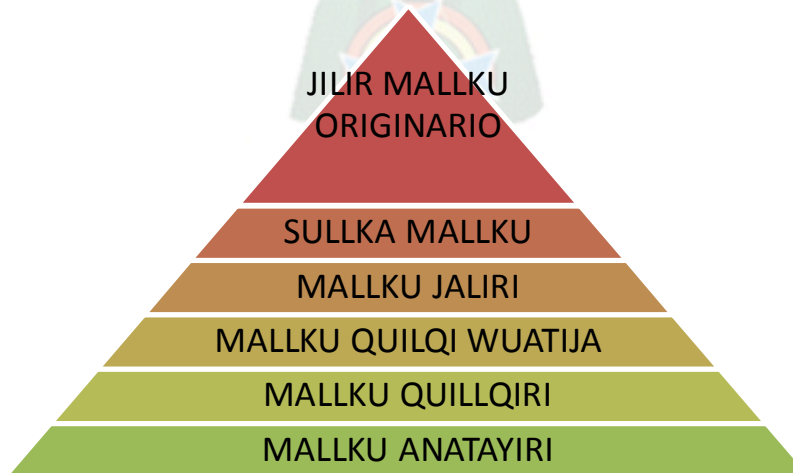 JILIR MALLKU
ORIGINARIO
SULLKA MALLKU
MALLKU JALIRI
MALLKU QUILQI WUATIJA
MALLKU QUILLQIRI
MALLKU ANATAYIRI